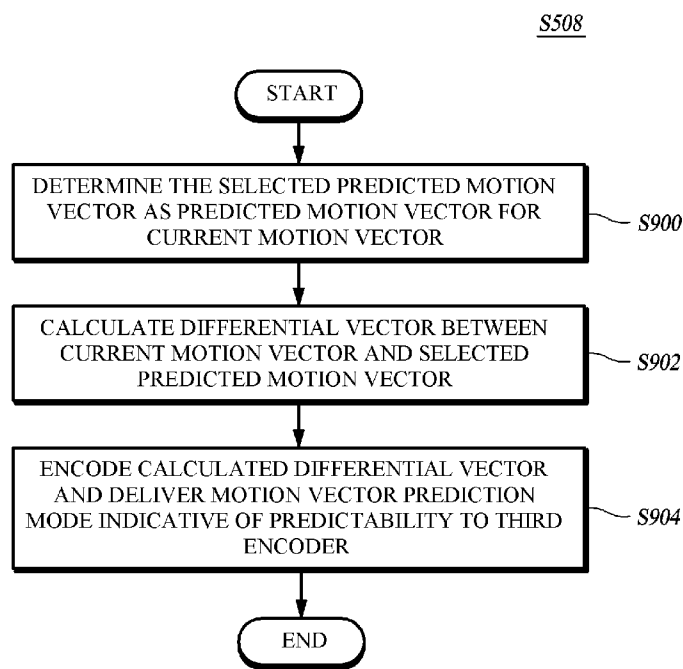 S508
START
DETERMINE THE SELECTED PREDICTED MOTION
VECTOR AS PREDICTED MOTION VECTOR FOR
CURRENT MOTION VECTOR
S900
CALCULATE DIFFERENTIAL VECTOR BETWEEN
CURRENT MOTION VECTOR AND SELECTED
PREDICTED MOTION VECTOR
S902
ENCODE CALCULATED DIFFERENTIAL VECTOR
AND DELIVER MOTION VECTOR PREDICTION
MODE INDICATIVE OF PREDICTABILITY TO THIRD
ENCODER
S904
END